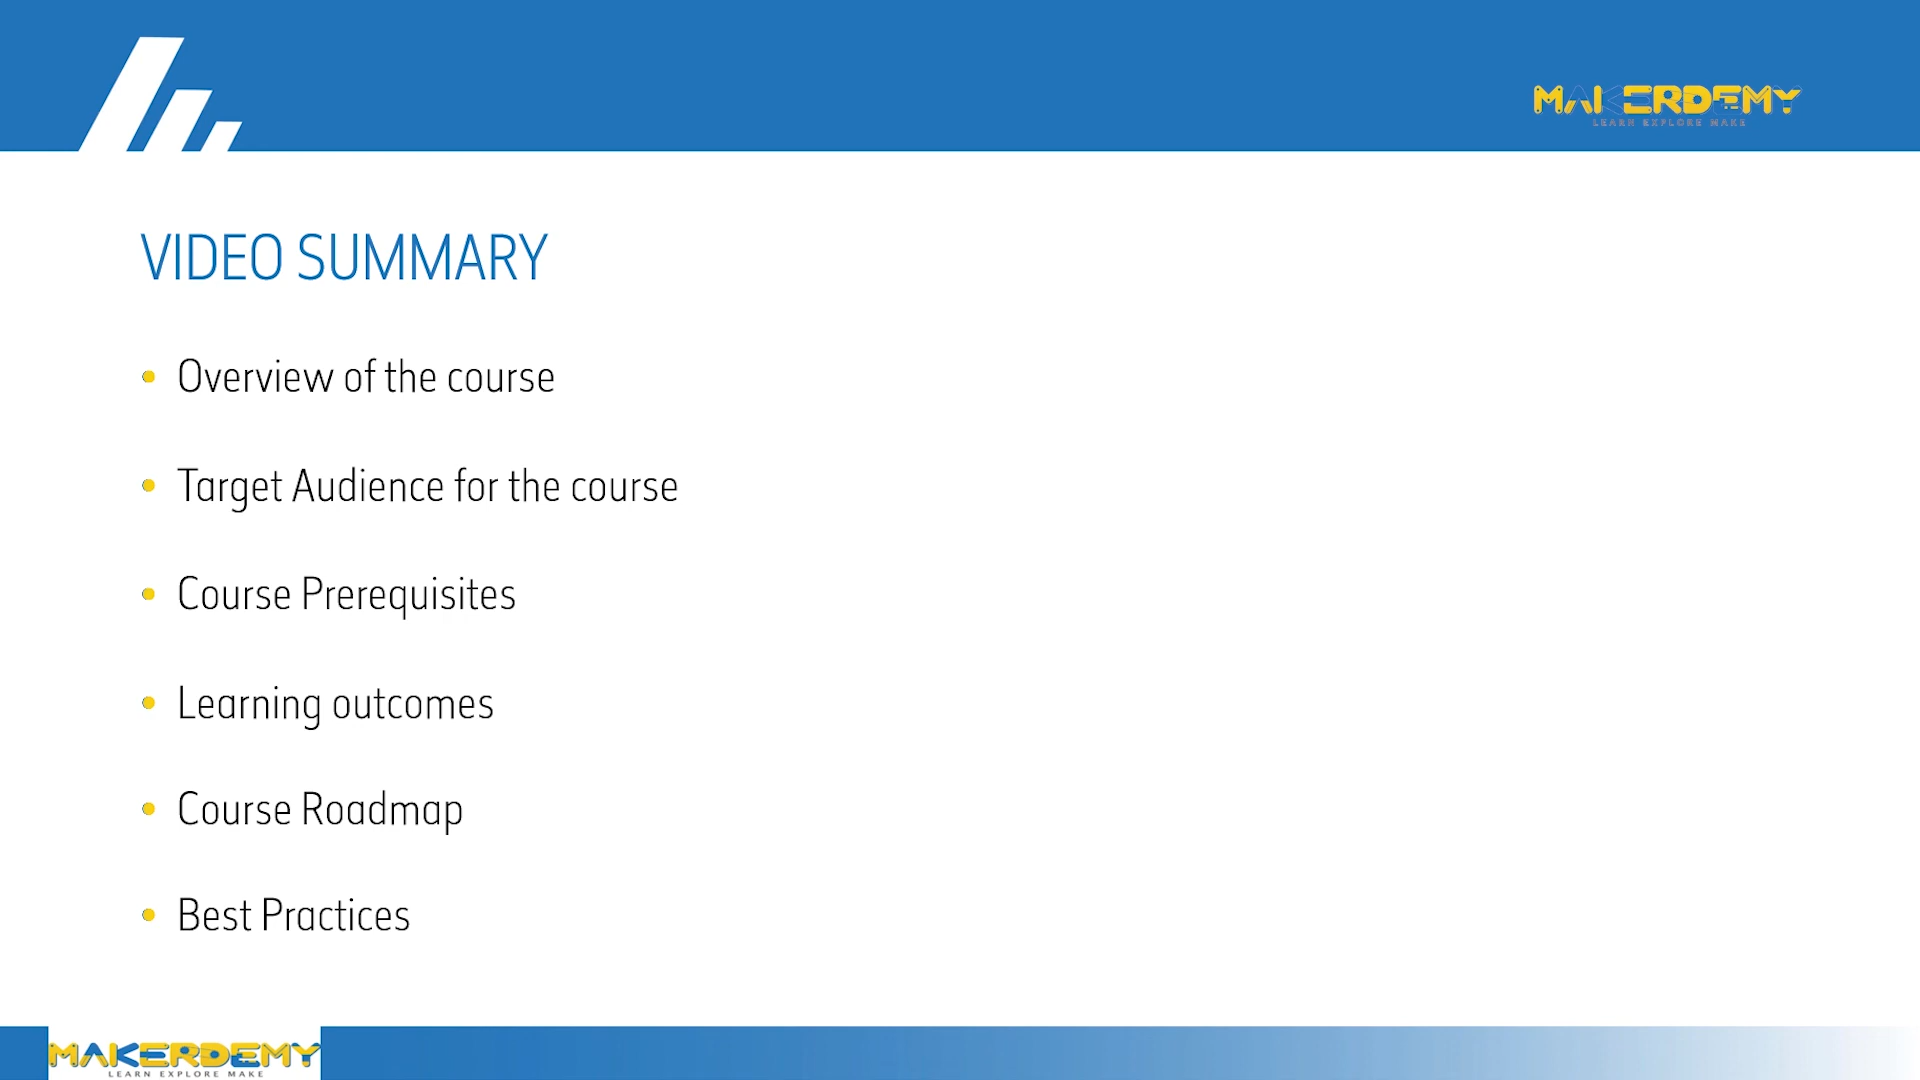 MAKERDEMY
LEARN EXPLORE MAKE
VIDEO SUMMARY
• Overview of the course
• Target Audience for the course
• Course Prerequisites
• Learning outcomes
• Course Roadmap
• Best Practices
MAKERDEMY
LEARN EXPLORE MAKE